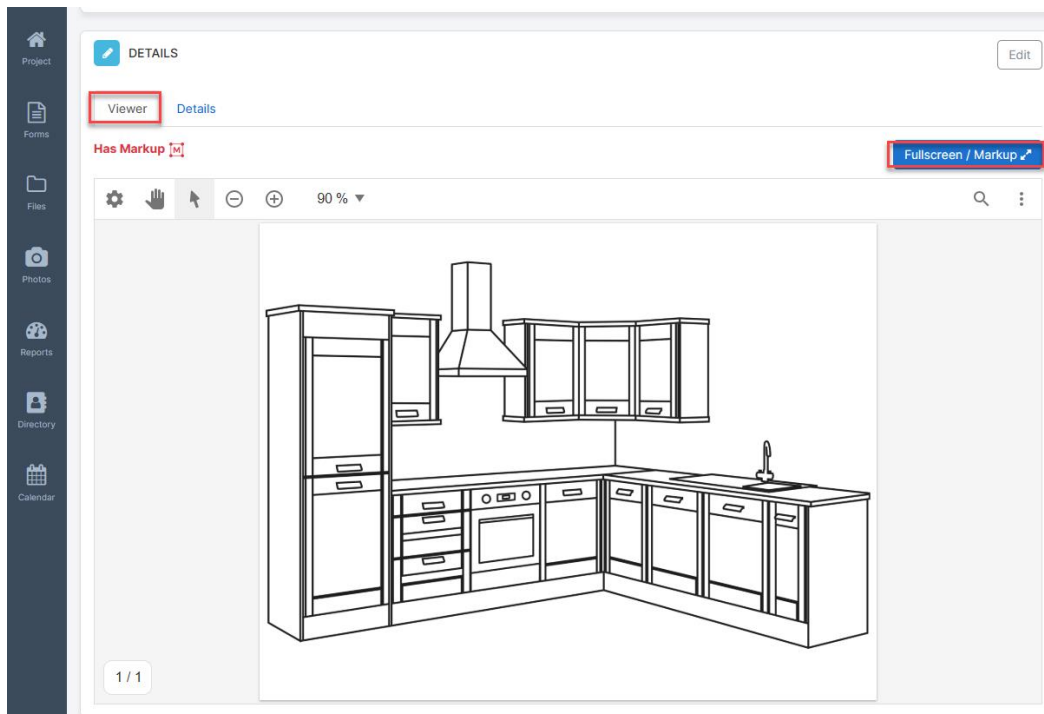 Project
Forms
Files
Photos
Reports
Directory
Calendar
DETAILS
Edit
Viewer Details
Has Markup M
Fullscreen / Markup
90 %
1 / 1